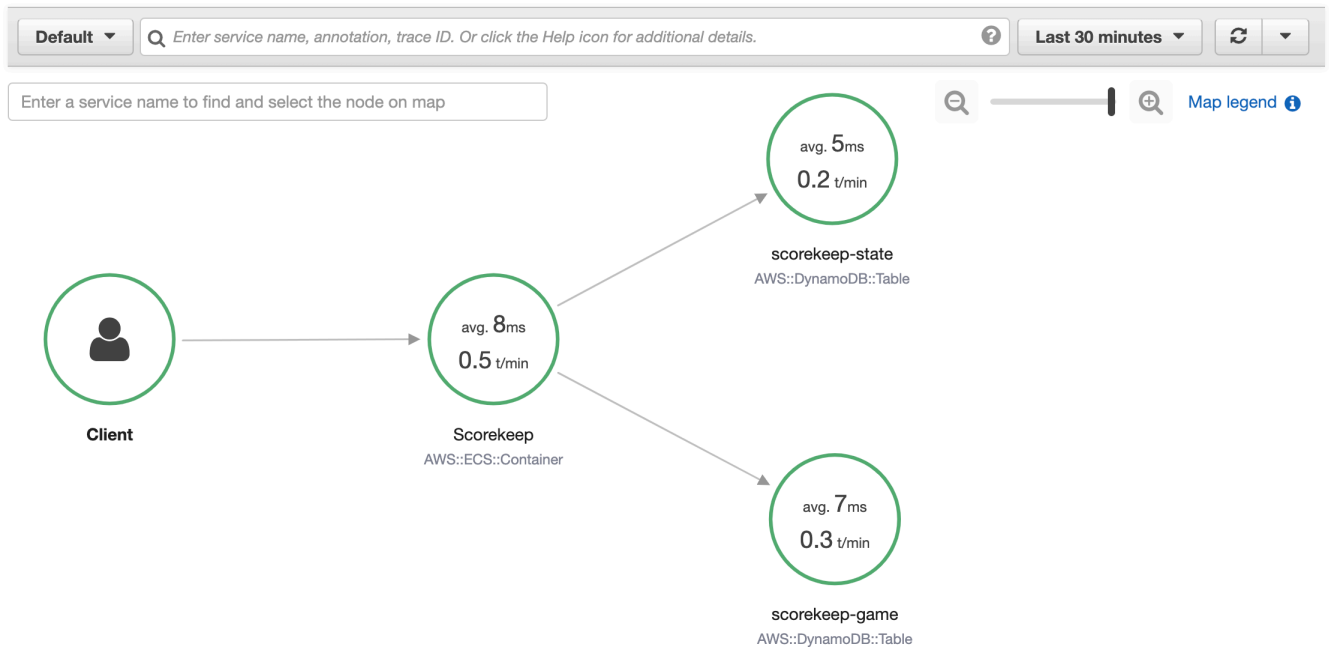 Default
Enter service name, annotation, trace ID. Or click the Help icon for additional details.
?
Last 30 minutes
Enter a service name to find and select the node on map
Map legend i
avg. 5ms
0.2 t/min
scorekeep-state
AWS::DynamoDB::Table
Client
avg. 8ms
0.5 t/min
Scorekeep
AWS::ECS::Container
avg. 7ms
0.3 t/min
scorekeep-game
AWS::DynamoDB::Table